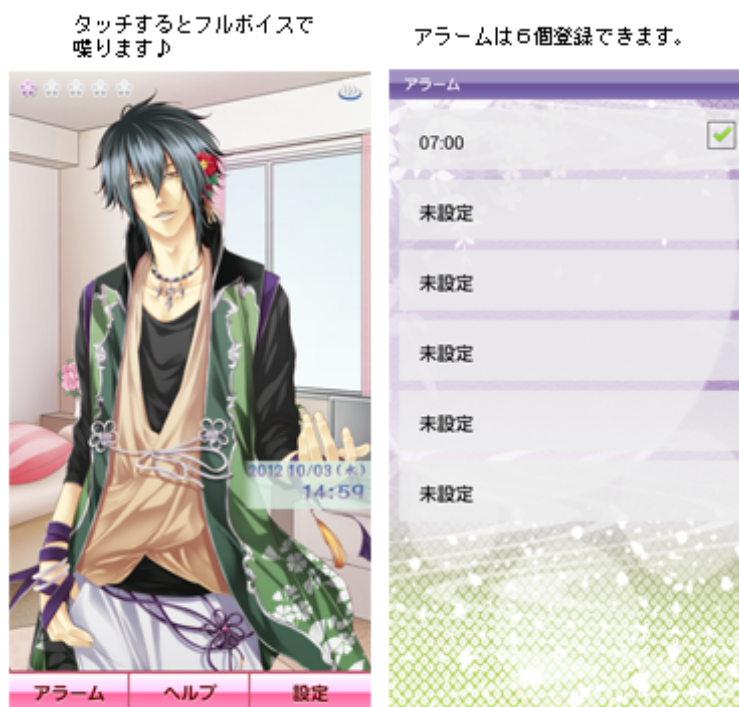 タッチするとフルボイスで
喋ります♪
アラームは６個登録できます。
2012 10/03(水)
14:59
アラーム ヘルプ 設定
アラーム
07:00
未設定
未設定
未設定
未設定
未設定